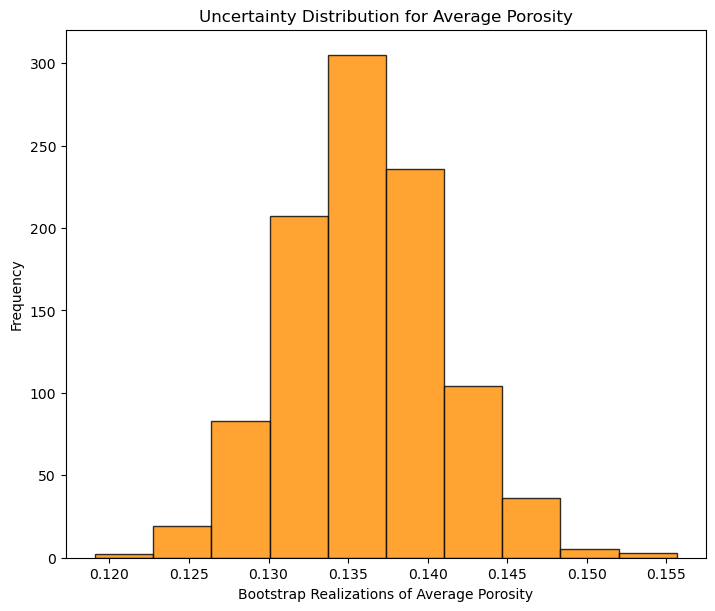 Uncertainty Distribution for Average Porosity
300
250
200
150
100
50
0
Frequency
0.120 0.125 0.130 0.135 0.140 0.145 0.150 0.155
Bootstrap Realizations of Average Porosity